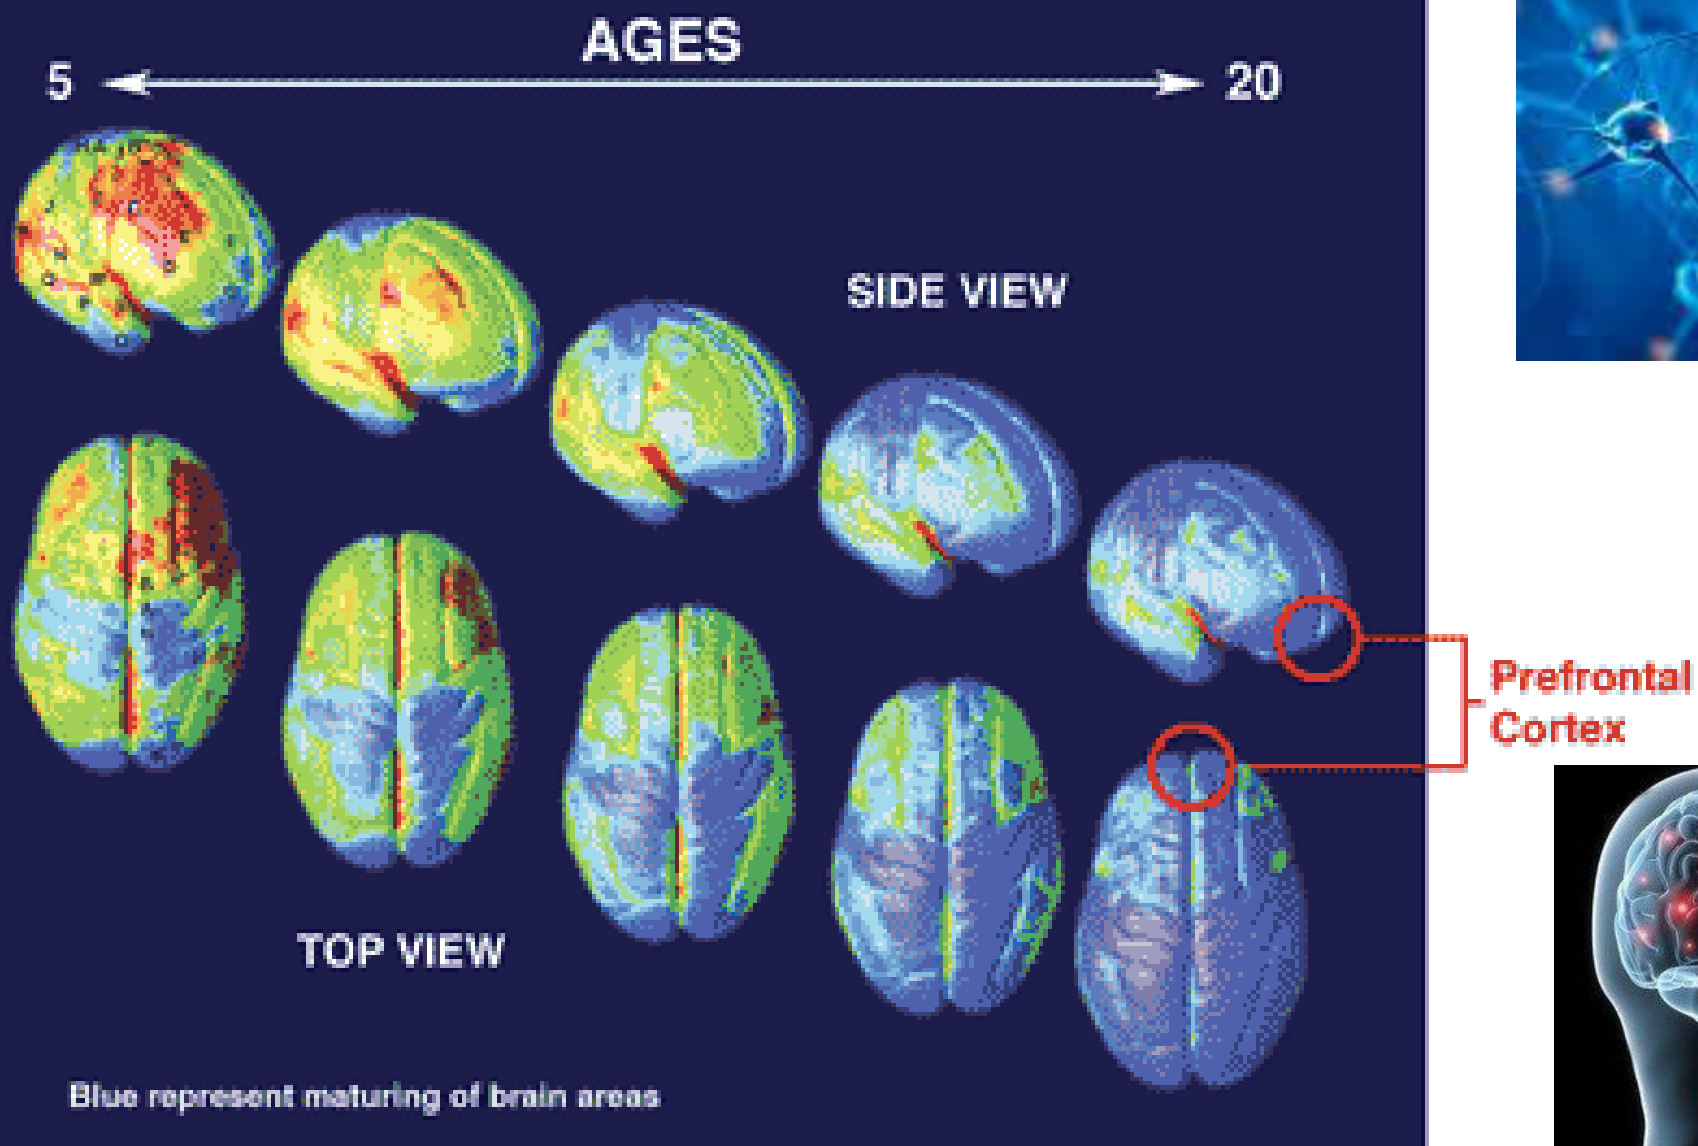 AGES
5 20
SIDE VIEW
Prefrontal
Cortex
TOP VIEW
Blue represent maturing of brain areas